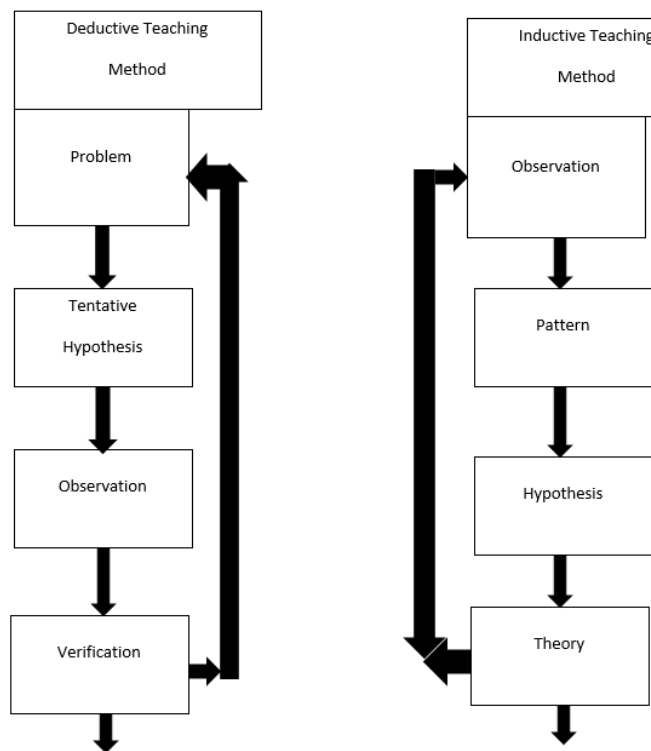 Deductive Teaching
Method
Problem
Tentative
Hypothesis
Observation
Verification
Inductive Teaching
Method
Observation
Pattern
Hypothesis
Theory